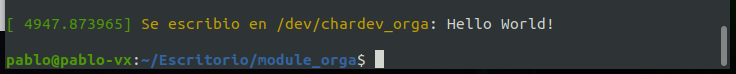 [ 4947.873965] Se escribio en /dev/chardev_orga: Hello World!
pablo@pablo-vx:~/Escritorio/module_orga$